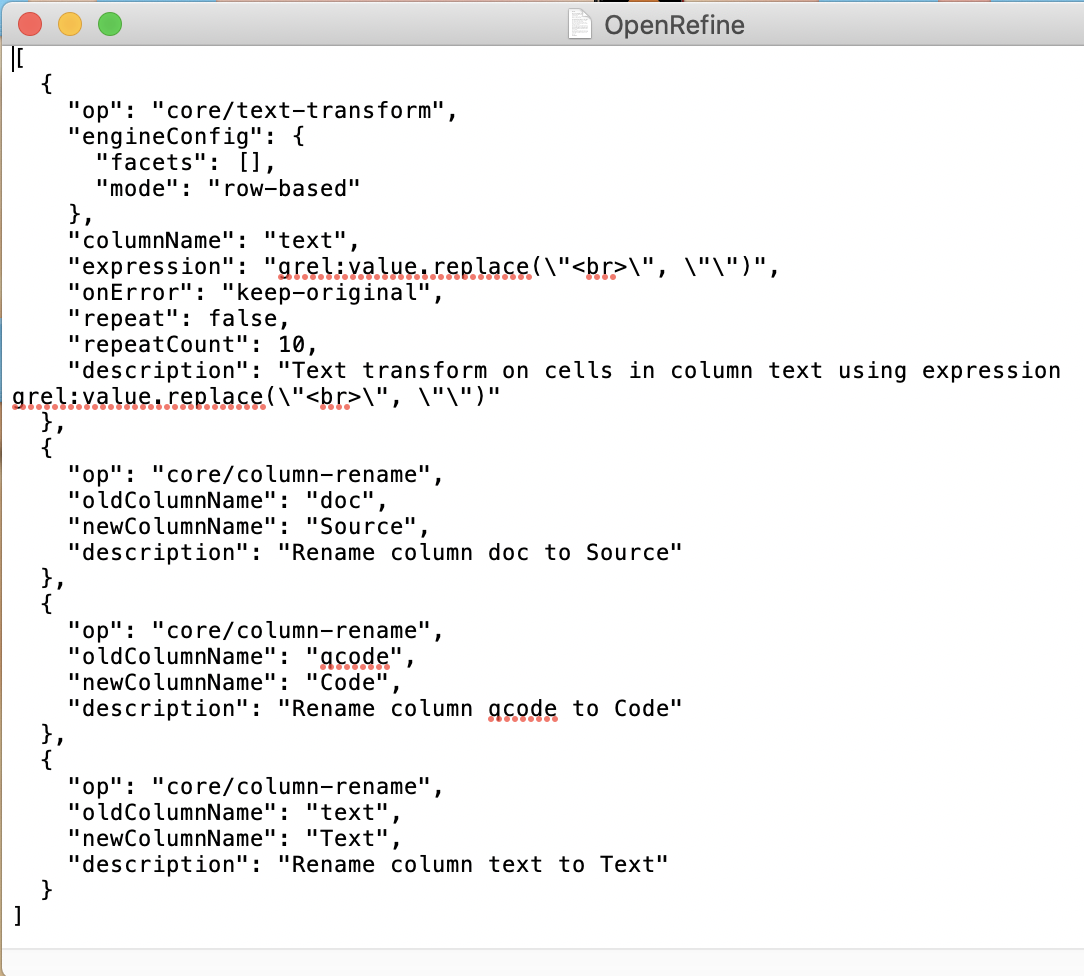 OpenRefine
[
  {
    "op": "core/text-transform",
    "engineConfig": {
      "facets": [],
      "mode": "row-based"
    },
    "columnName": "text",
    "expression": "grel:value.replace(\"<br>\", \"\")",
    "onError": "keep-original",
    "repeat": false,
    "repeatCount": 10,
    "description": "Text transform on cells in column text using expression
grel:value.replace(\"<br>\", \"\")"
  },
  {
    "op": "core/column-rename",
    "oldColumnName": "doc",
    "newColumnName": "Source",
    "description": "Rename column doc to Source"
  },
  {
    "op": "core/column-rename",
    "oldColumnName": "qcode",
    "newColumnName": "Code",
    "description": "Rename column qcode to Code"
  },
  {
    "op": "core/column-rename",
    "oldColumnName": "text",
    "newColumnName": "Text",
    "description": "Rename column text to Text"
  }
]